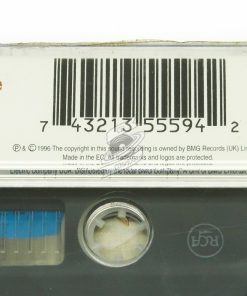 e
7 43213 55594 2
℗ & © 1996 The copyright in this sound recording is owned by BMG Records (UK) Lim
Made in the EC. All trademarks and logos are protected.
RCA